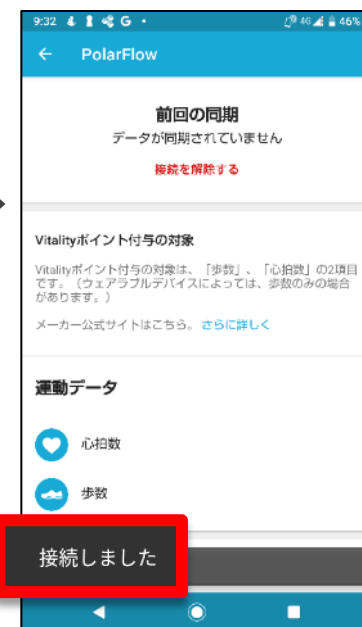 9:32 G •
4G 46%
← PolarFlow
前回の同期
データが同期されていません
接続を解除する
Vitalityポイント付与の対象
Vitalityポイント付与の対象は、「歩数」、「心拍数」の2項目
です。（ウェアラブルデバイスによっては、歩数のみの場合
があります。）
メーカー公式サイトはこちら。さらに詳しく
運動データ
心拍数
歩数
接続しました